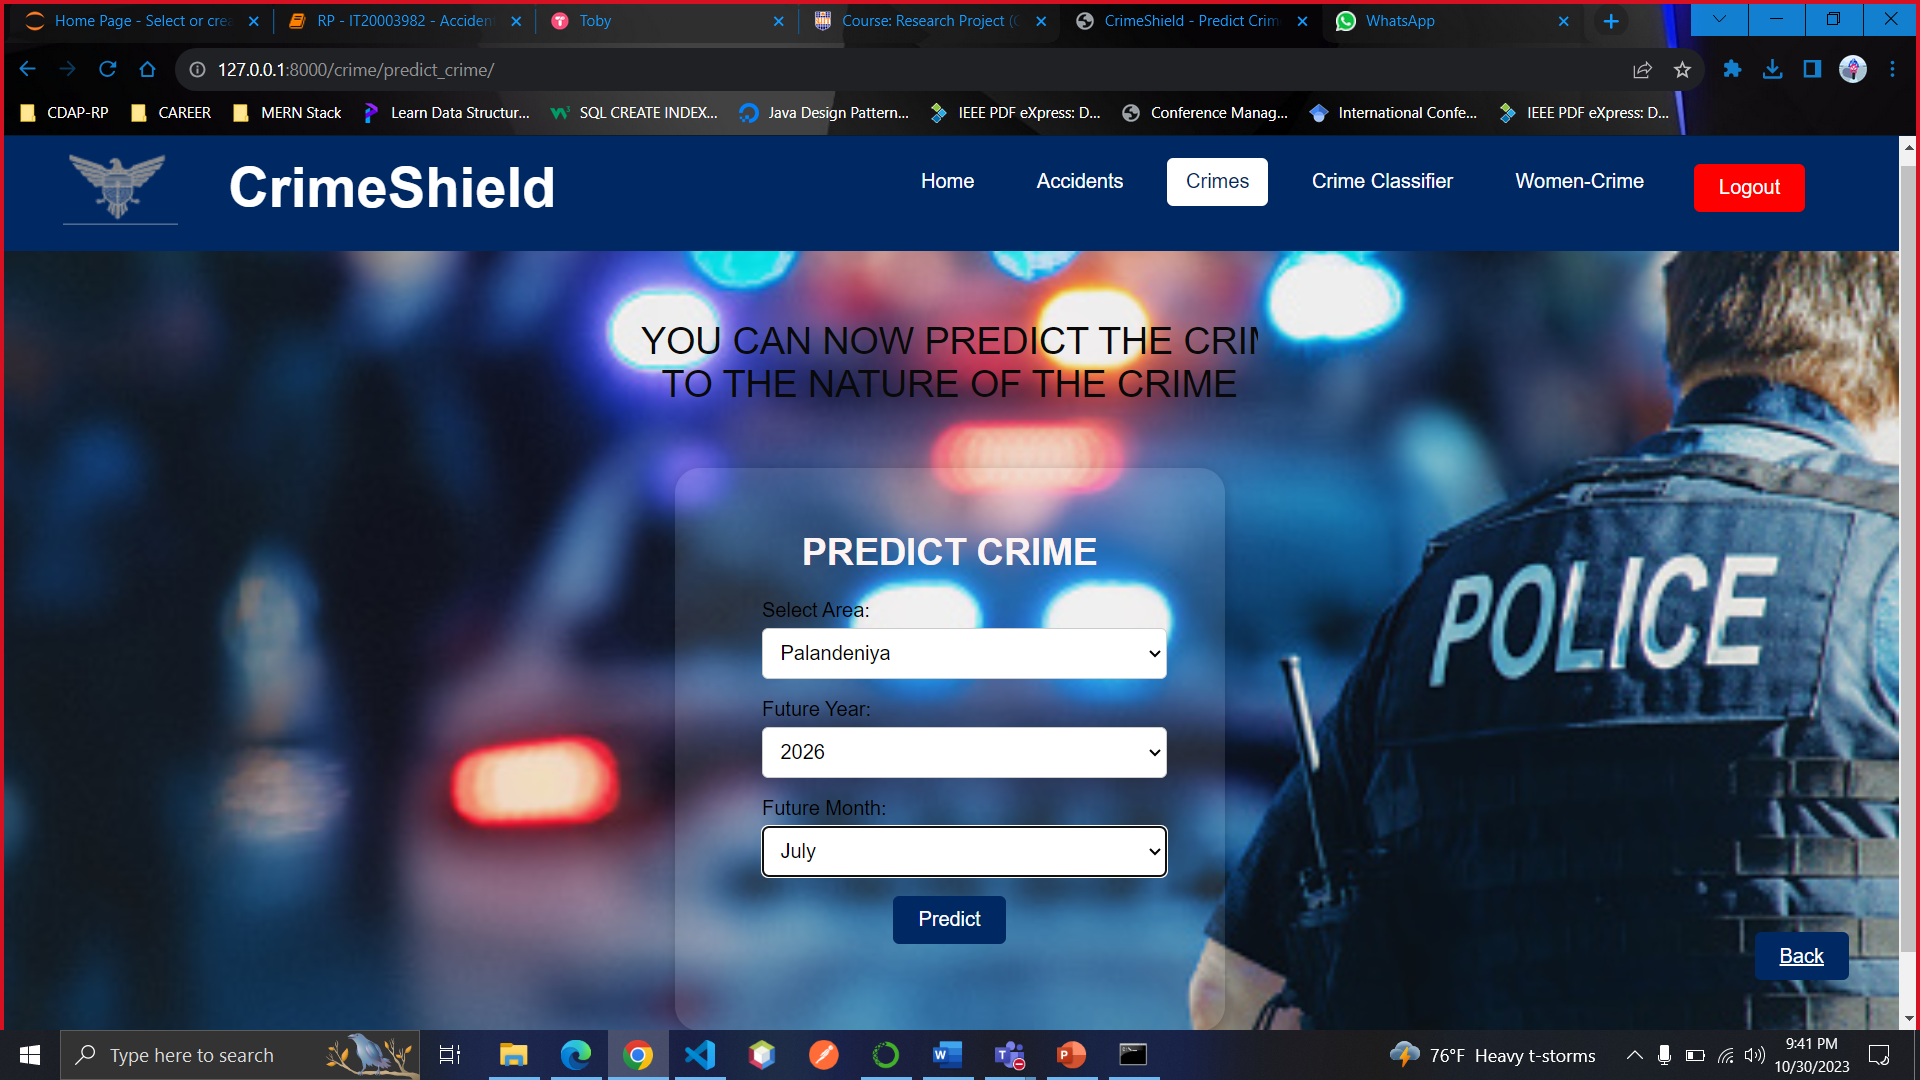 Home Page - Select or crea
RP - IT20003982 - Acciden
Toby
Course: Research Project (C
CrimeShield - Predict Crim
WhatsApp
127.0.0.1:8000/crime/predict_crime/
CDAP-RP
CAREER
MERN Stack
Learn Data Structur...
SQL CREATE INDEX...
Java Design Pattern...
IEEE PDF eXpress: D...
Conference Manag...
International Confe...
IEEE PDF eXpress: D...
CrimeShield
Home
Accidents
Crimes
Crime Classifier
Women-Crime
Logout
YOU CAN NOW PREDICT THE CRIM
TO THE NATURE OF THE CRIME
POLICE
PREDICT CRIME
Select Area:
Palandeniya
Future Year:
2026
Future Month:
July
Predict
Back
Type here to search
76°F Heavy t-storms
9:41 PM
10/30/2023